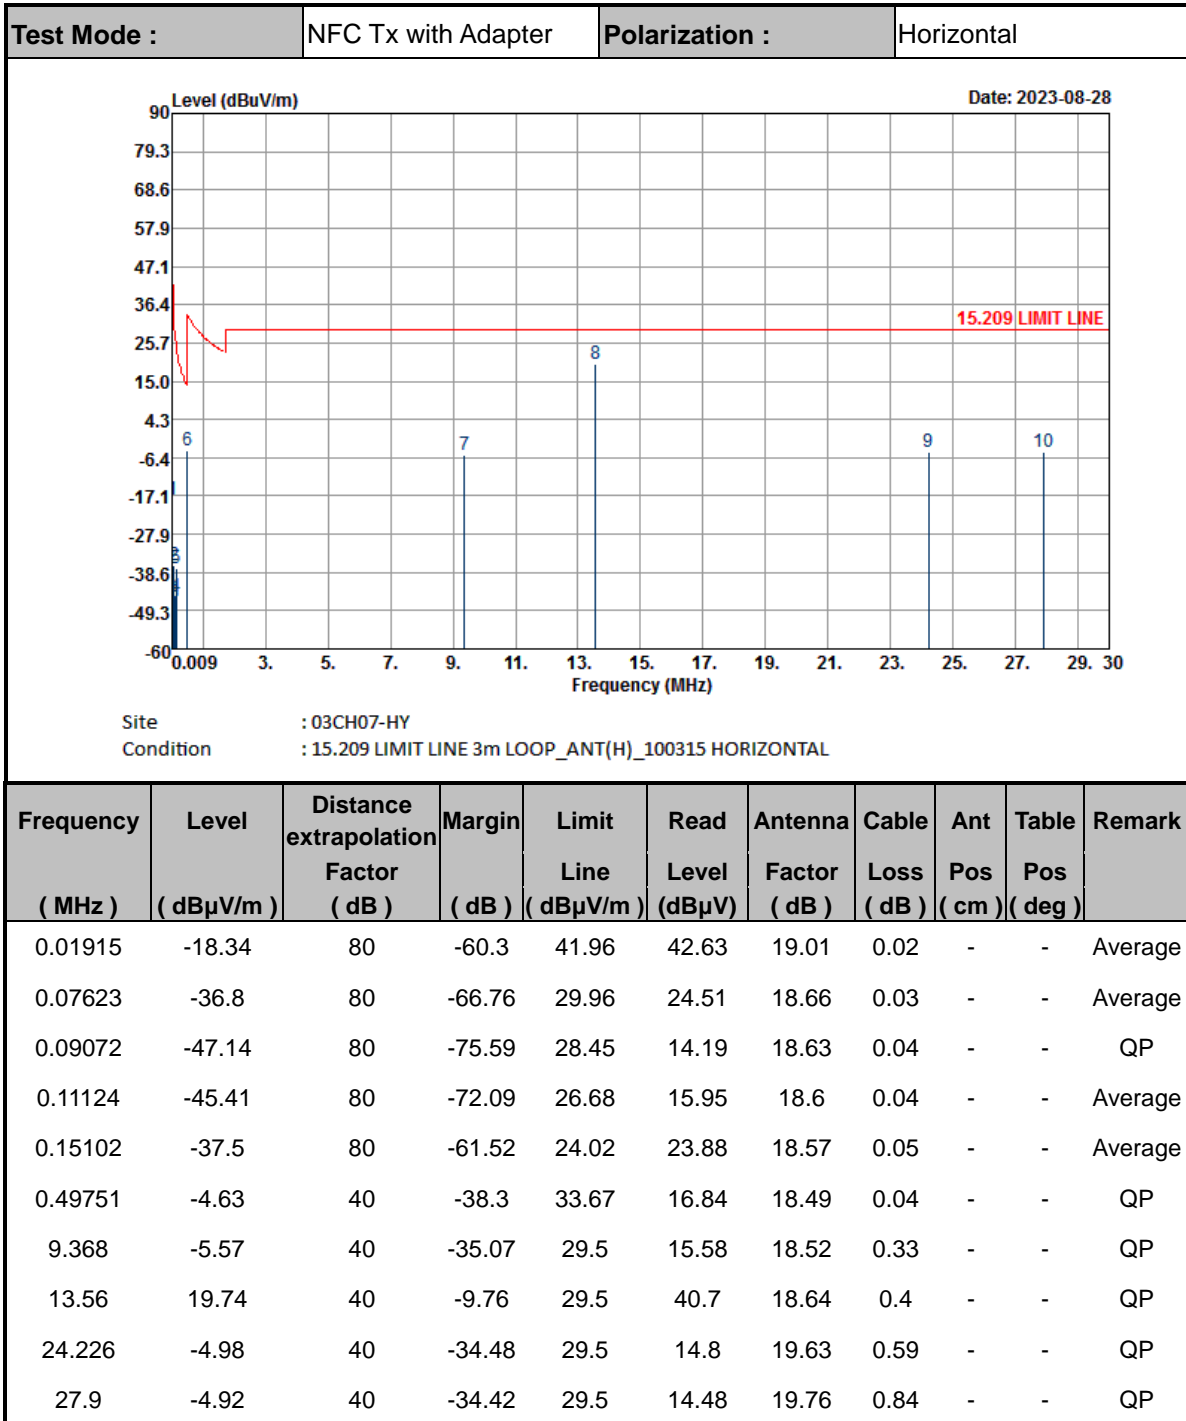 Test Mode : NFC Tx with Adapter Polarization : Horizontal
Level (dBuV/m) Date: 2023-08-28
90
79.3
68.6
57.9
47.1
36.4
15.209 LIMIT LINE
25.7
8
15.0
4.3
6 7 9 10
-6.4
-17.1
-27.9
-38.6
-49.3
-60
0.009 3. 5. 7. 9. 11. 13. 15. 17. 19. 21. 23. 25. 27. 29. 30
Frequency (MHz)
Site : 03CH07-HY
Condition : 15.209 LIMIT LINE 3m LOOP_ANT(H)_100315 HORIZONTAL
Frequency Level Distance extrapolation Margin Limit Read Antenna Cable Ant Table Remark
Factor Line Level Factor Loss Pos Pos
( MHz ) ( dBµV/m ) ( dB ) ( dB ) ( dBµV/m ) (dBµV) ( dB ) ( dB ) ( cm ) ( deg )
0.01915 -18.34 80 -60.3 41.96 42.63 19.01 0.02 - - Average
0.07623 -36.8 80 -66.76 29.96 24.51 18.66 0.03 - - Average
0.09072 -47.14 80 -75.59 28.45 14.19 18.63 0.04 - - QP
0.11124 -45.41 80 -72.09 26.68 15.95 18.6 0.04 - - Average
0.15102 -37.5 80 -61.52 24.02 23.88 18.57 0.05 - - Average
0.49751 -4.63 40 -38.3 33.67 16.84 18.49 0.04 - - QP
9.368 -5.57 40 -35.07 29.5 15.58 18.52 0.33 - - QP
13.56 19.74 40 -9.76 29.5 40.7 18.64 0.4 - - QP
24.226 -4.98 40 -34.48 29.5 14.8 19.63 0.59 - - QP
27.9 -4.92 40 -34.42 29.5 14.48 19.76 0.84 - - QP